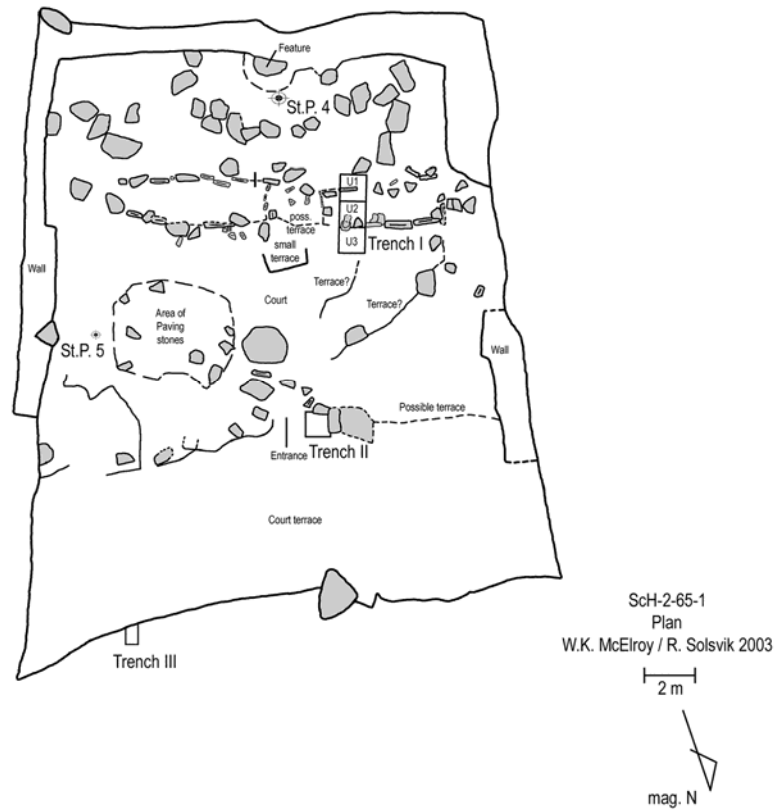 Feature
St.P. 4
U1
U2
U3
poss.
terrace
Trench I
small
terrace
Wall
Terrace?
Terrace?
Court
Area of
Paving
stones
St.P. 5
Wall
Possible terrace
Entrance
Trench II
Court terrace
Trench III
ScH-2-65-1
Plan
W.K. McElroy / R. Solsvik 2003
2 m
mag. N